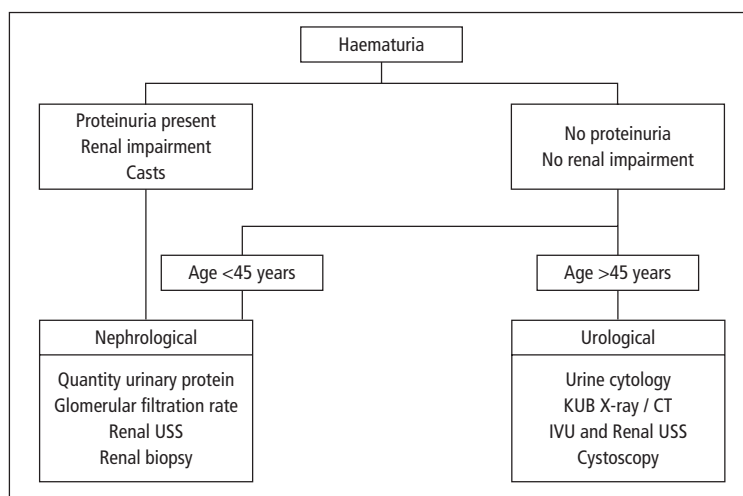 Haematuria
Proteinuria present
Renal impairment
Casts
No proteinuria
No renal impairment
Age <45 years
Age >45 years
Nephrological
Quantity urinary protein
Glomerular filtration rate
Renal USS
Renal biopsy
Urological
Urine cytology
KUB X-ray / CT
IVU and Renal USS
Cystoscopy